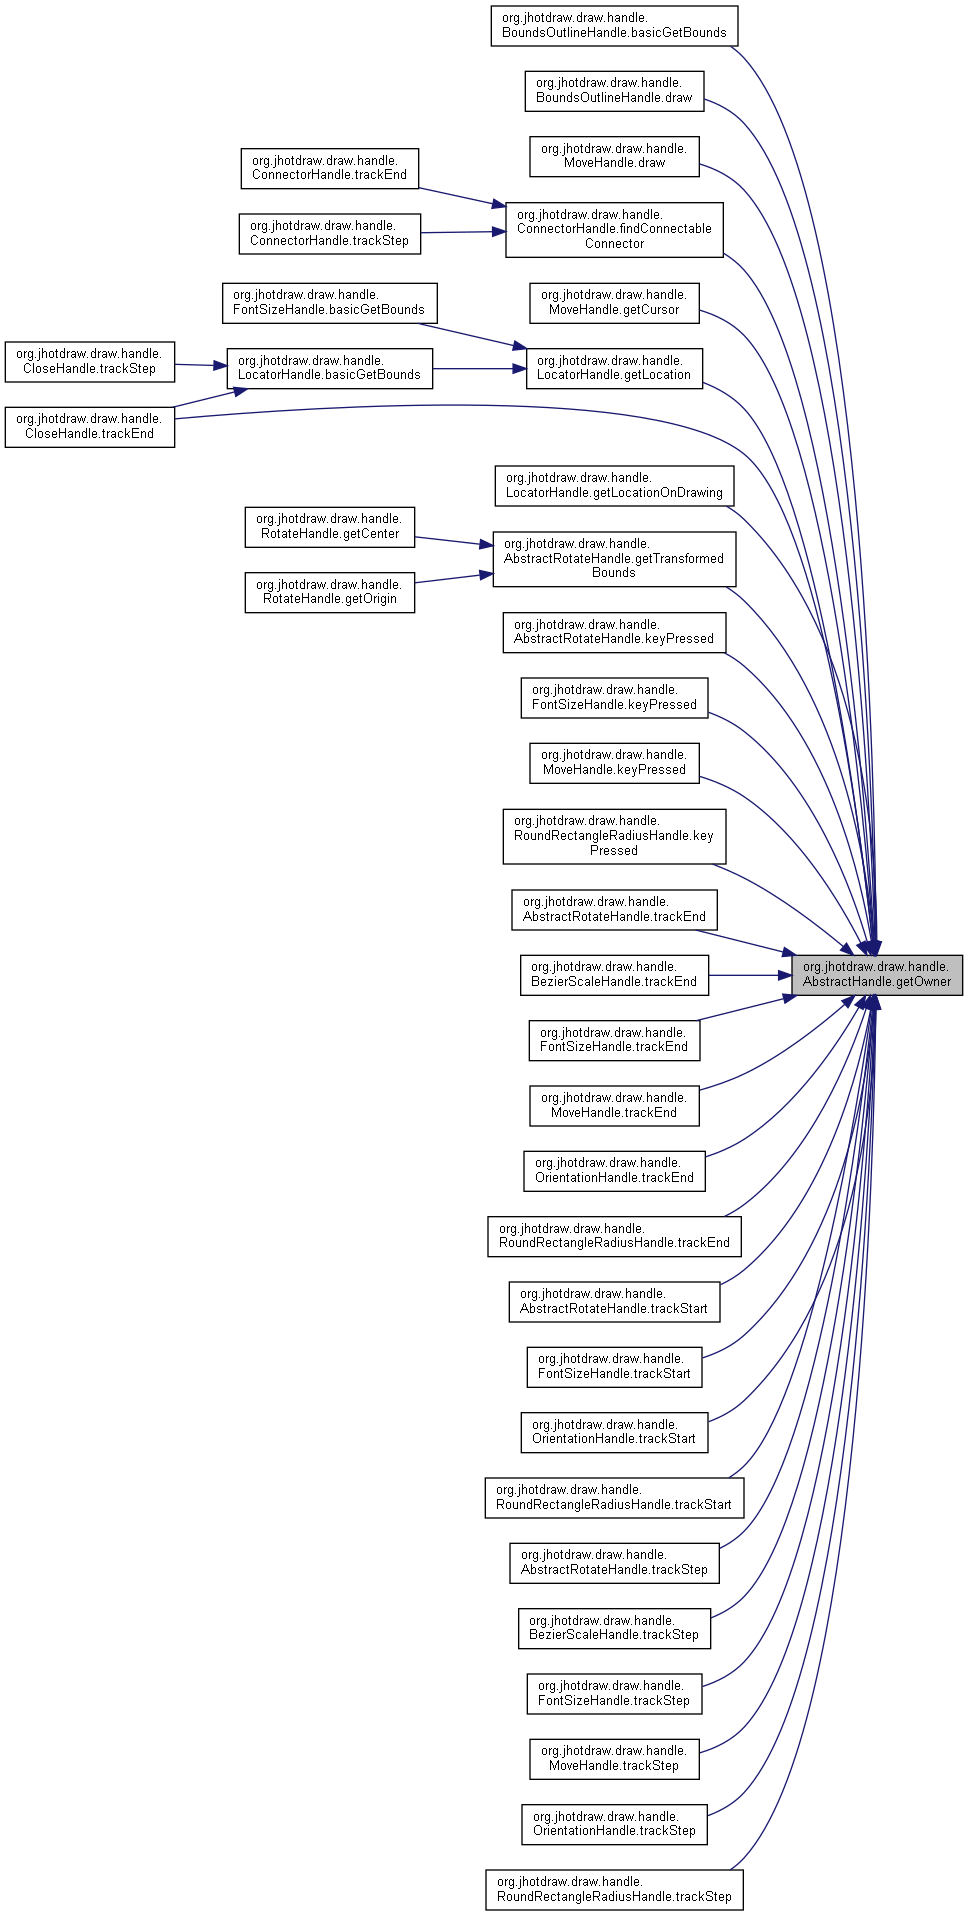 org.jhotdraw.draw.handle.
BoundsOutlineHandle.basicGetBounds
org.jhotdraw.draw.handle.
BoundsOutlineHandle.draw
org.jhotdraw.draw.handle.
MoveHandle.draw
org.jhotdraw.draw.handle.
ConnectorHandle.trackEnd
org.jhotdraw.draw.handle.
ConnectorHandle.findConnectable
Connector
org.jhotdraw.draw.handle.
ConnectorHandle.trackStep
org.jhotdraw.draw.handle.
FontSizeHandle.basicGetBounds
org.jhotdraw.draw.handle.
MoveHandle.getCursor
org.jhotdraw.draw.handle.
CloseHandle.trackStep
org.jhotdraw.draw.handle.
LocatorHandle.basicGetBounds
org.jhotdraw.draw.handle.
LocatorHandle.getLocation
org.jhotdraw.draw.handle.
CloseHandle.trackEnd
org.jhotdraw.draw.handle.
LocatorHandle.getLocationOnDrawing
org.jhotdraw.draw.handle.
RotateHandle.getCenter
org.jhotdraw.draw.handle.
AbstractRotateHandle.getTransformed
Bounds
org.jhotdraw.draw.handle.
RotateHandle.getOrigin
org.jhotdraw.draw.handle.
AbstractRotateHandle.keyPressed
org.jhotdraw.draw.handle.
FontSizeHandle.keyPressed
org.jhotdraw.draw.handle.
MoveHandle.keyPressed
org.jhotdraw.draw.handle.
RoundRectangleRadiusHandle.key
Pressed
org.jhotdraw.draw.handle.
AbstractRotateHandle.trackEnd
org.jhotdraw.draw.handle.
BezierScaleHandle.trackEnd
org.jhotdraw.draw.handle.
AbstractHandle.getOwner
org.jhotdraw.draw.handle.
FontSizeHandle.trackEnd
org.jhotdraw.draw.handle.
MoveHandle.trackEnd
org.jhotdraw.draw.handle.
OrientationHandle.trackEnd
org.jhotdraw.draw.handle.
RoundRectangleRadiusHandle.trackEnd
org.jhotdraw.draw.handle.
AbstractRotateHandle.trackStart
org.jhotdraw.draw.handle.
FontSizeHandle.trackStart
org.jhotdraw.draw.handle.
OrientationHandle.trackStart
org.jhotdraw.draw.handle.
RoundRectangleRadiusHandle.trackStart
org.jhotdraw.draw.handle.
AbstractRotateHandle.trackStep
org.jhotdraw.draw.handle.
BezierScaleHandle.trackStep
org.jhotdraw.draw.handle.
FontSizeHandle.trackStep
org.jhotdraw.draw.handle.
MoveHandle.trackStep
org.jhotdraw.draw.handle.
OrientationHandle.trackStep
org.jhotdraw.draw.handle.
RoundRectangleRadiusHandle.trackStep